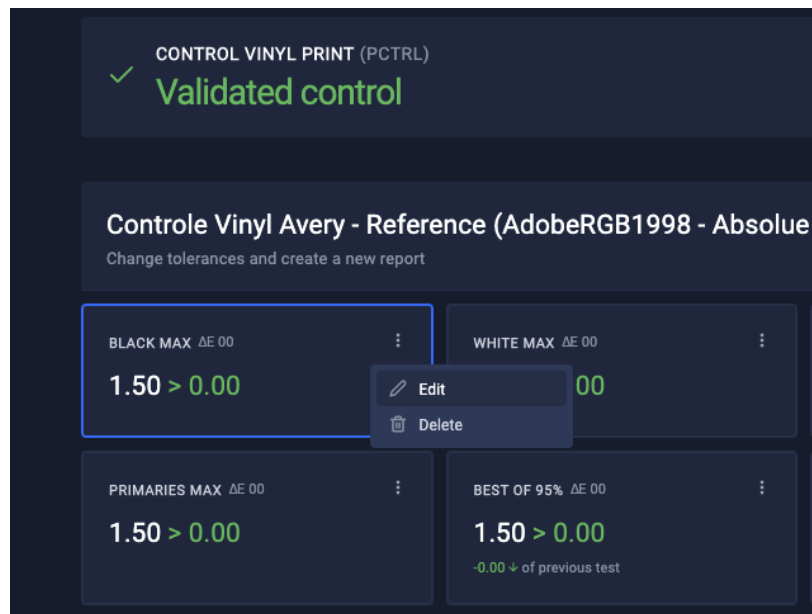 CONTROL VINYL PRINT (PCTRL)
Validated control
Controle Vinyl Avery - Reference (AdobeRGB1998 - Absolue
Change tolerances and create a new report
BLACK MAX ΔE 00
1.50 > 0.00
Edit
Delete
WHITE MAX ΔE 00
00
PRIMARIES MAX ΔE 00
1.50 > 0.00
BEST OF 95% ΔE 00
1.50 > 0.00
-0.00 ↓ of previous test